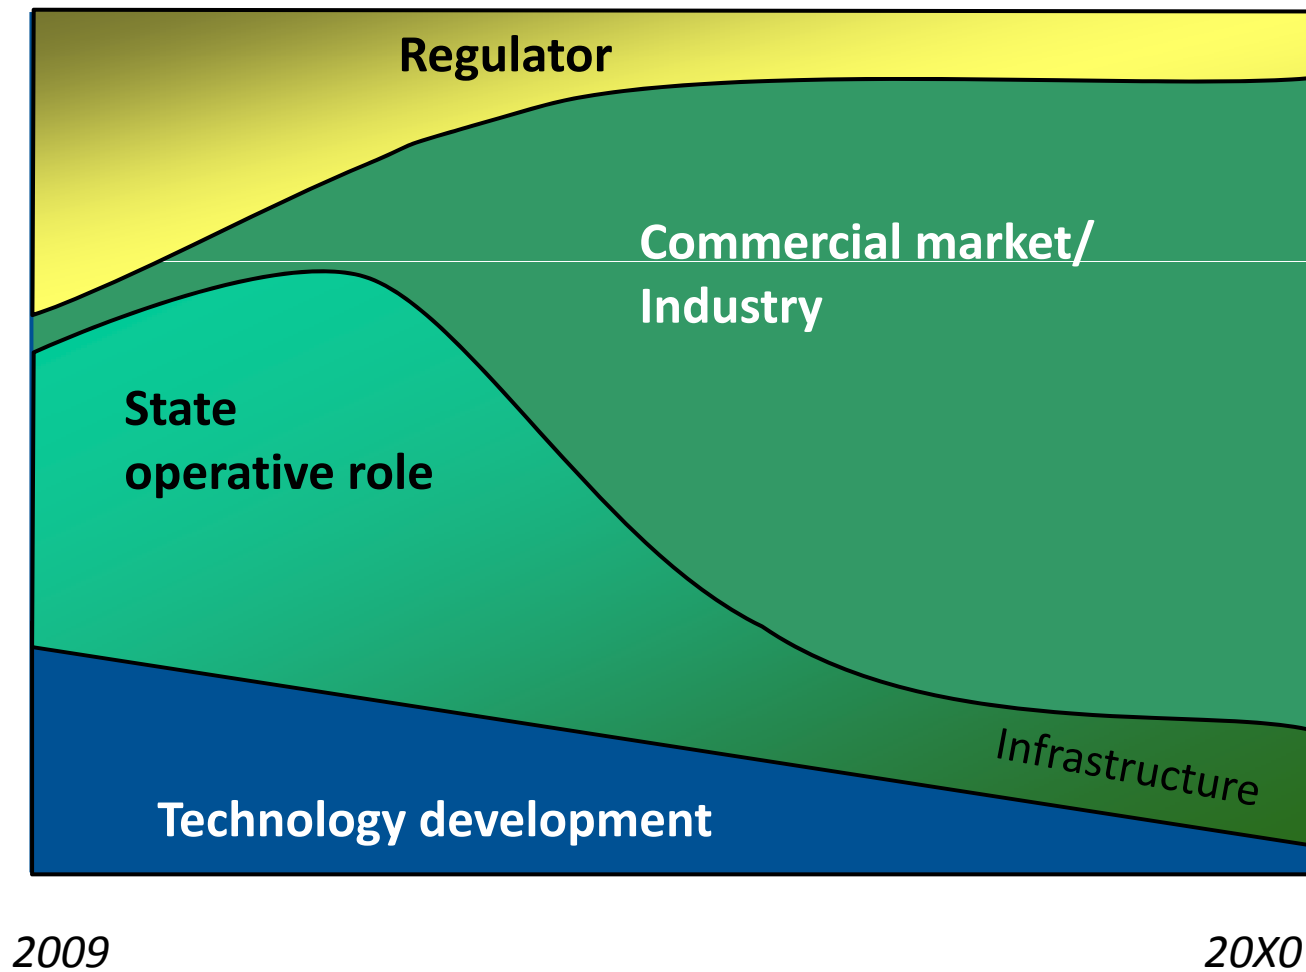 Regulator
Commercial market/
Industry
State
operative role
Infrastructure
Technology development
2009
20X0